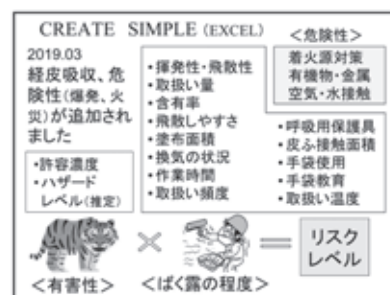 CREATE SIMPLE (EXCEL)
2019.03
経皮吸収、危
険性(爆発、火
災)が追加され
ました
・許容濃度
・ハザード
レベル(推定)
・揮発性・飛散性
・取扱い量
・含有率
・飛散しやすさ
・塗布面積
・換気の状況
・作業時間
・取扱い頻度
<危険性>
着火源対策
有機物・金属
空気・水接触
・呼吸用保護具
・皮ふ接触面積
・手袋使用
・手袋教育
・取扱い温度
×
=
リスク
レベル
<有害性>
<ばく露の程度>